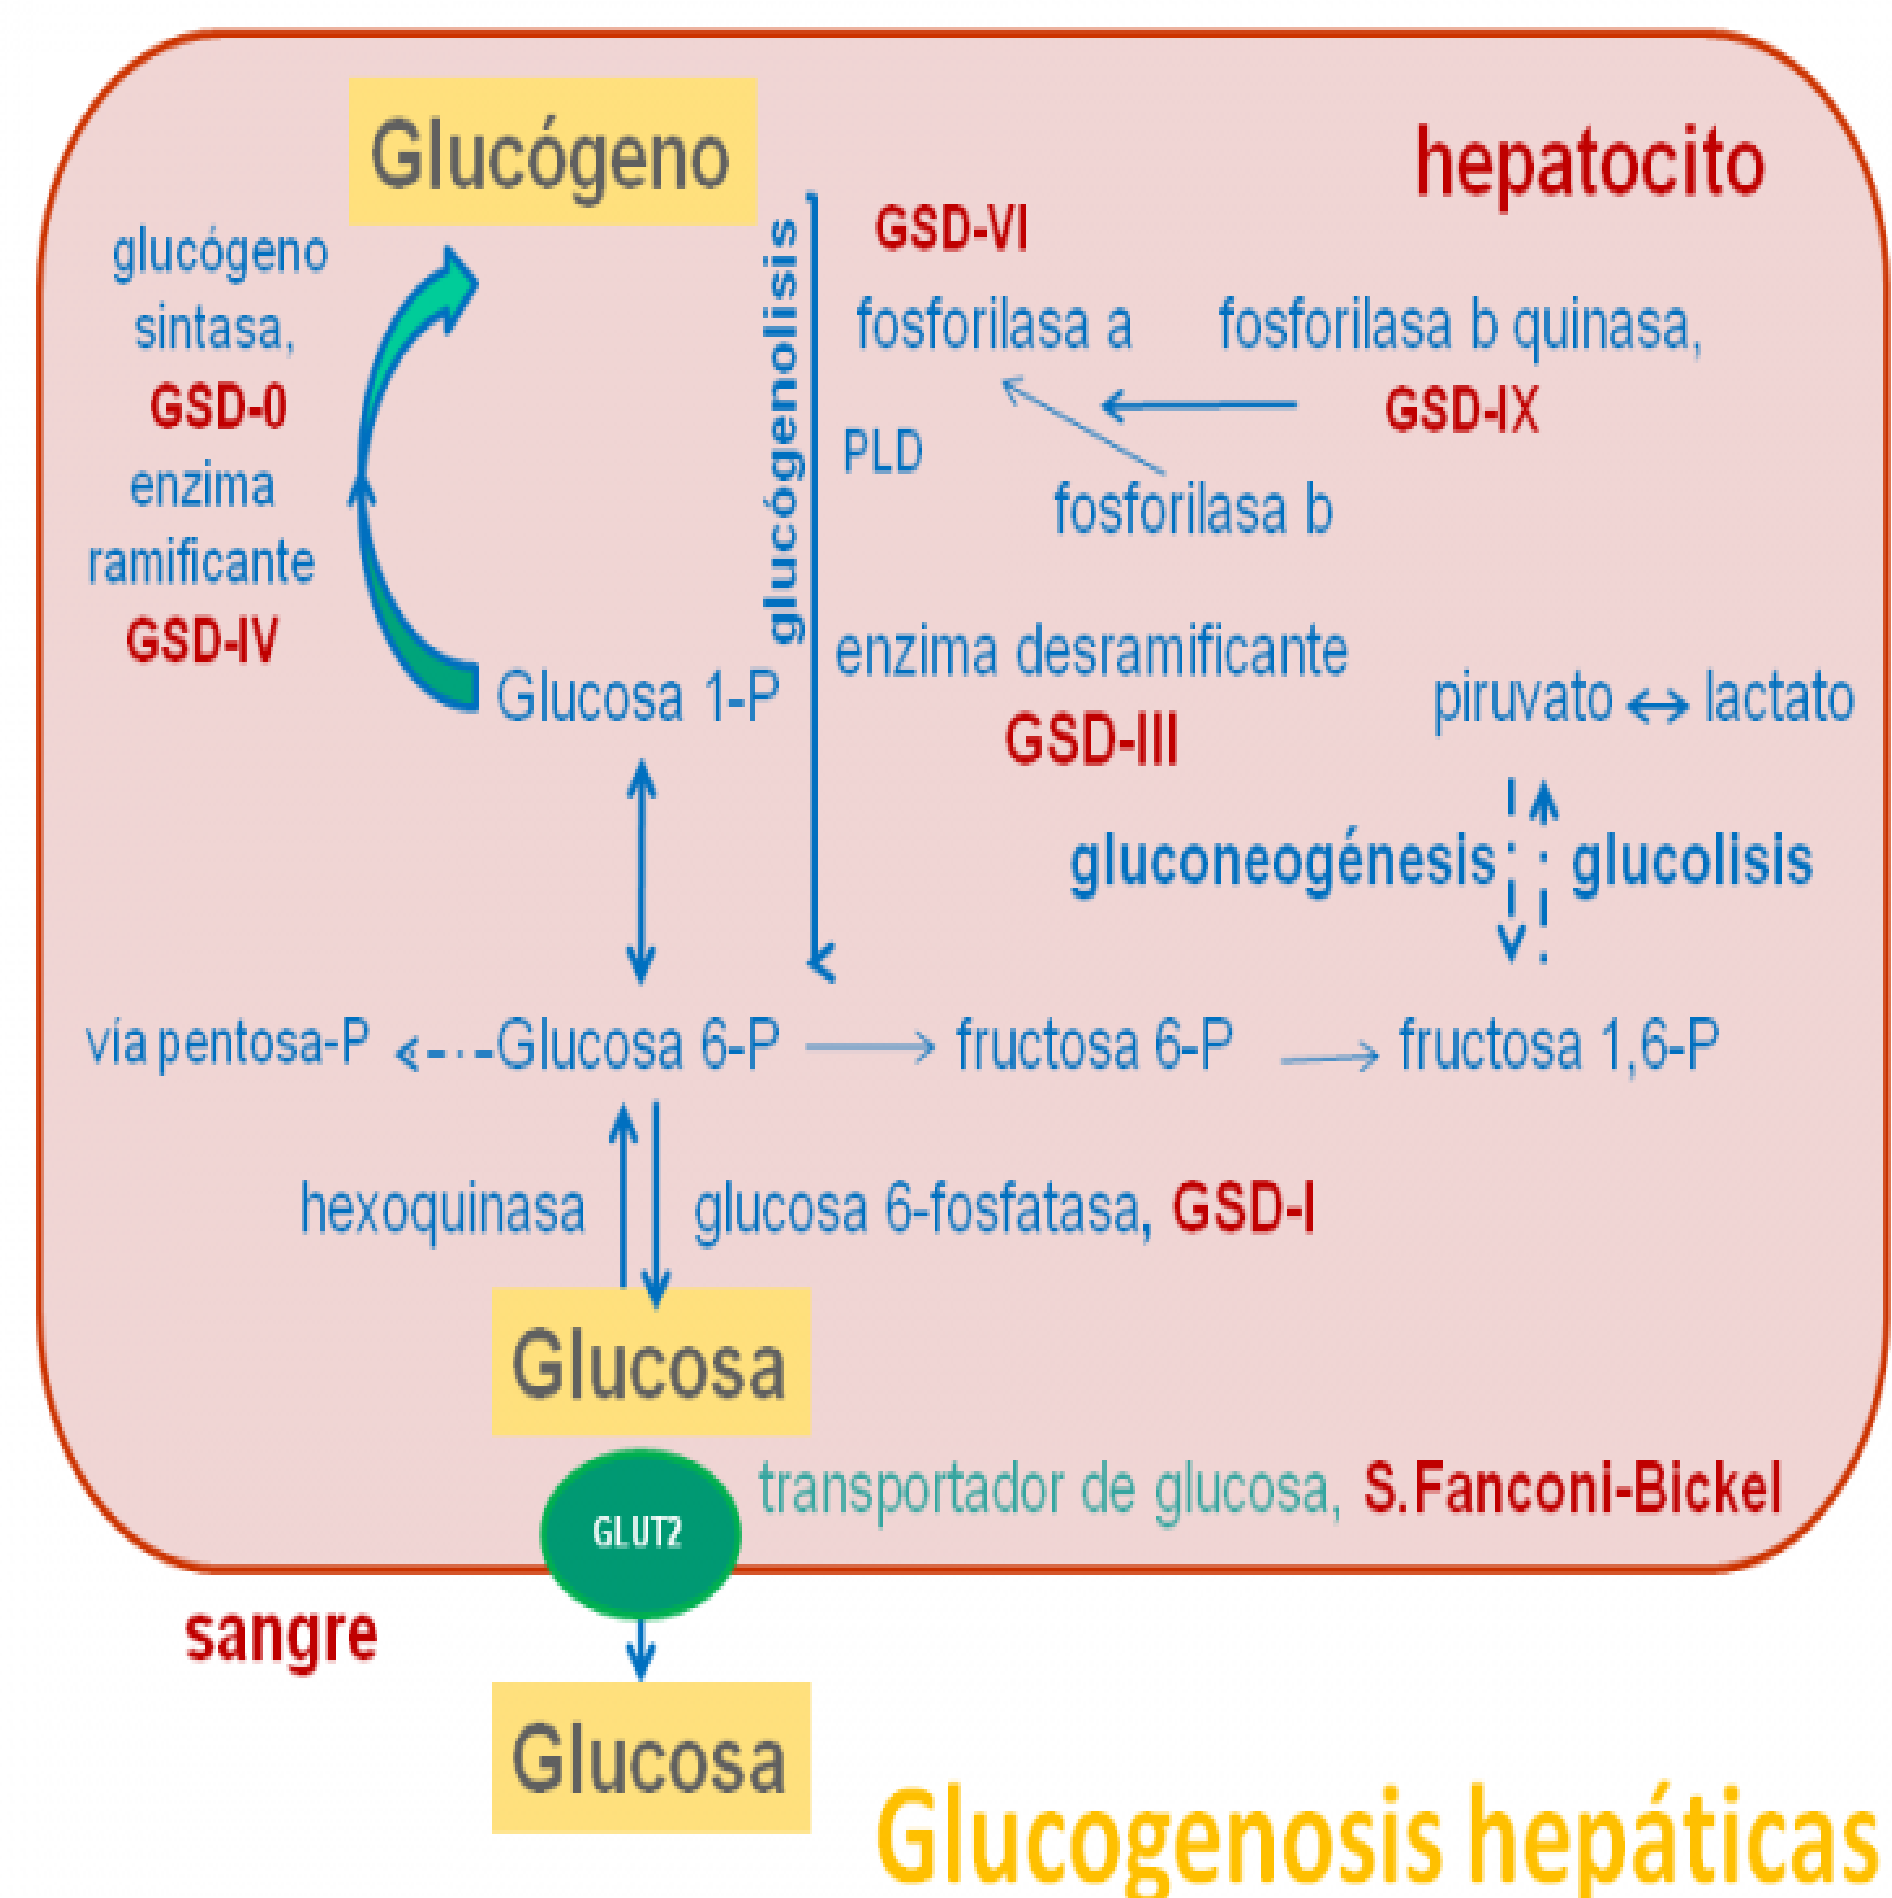 Glucógeno
hepatocito
glucógeno
sintasa,
GSD-0
enzima
ramificante
GSD-IV
glucógenolisis
GSD-VI
fosforilasa a
fosforilasa b quinasa,
GSD-IX
PLD
fosforilasa b
enzima desramificante
GSD-III
Glucosa 1-P
piruvato
lactato
gluconeogénesis
glucolisis
vía pentosa-P
Glucosa 6-P
fructosa 6-P
fructosa 1,6-P
hexoquinasa
glucosa 6-fosfatasa, GSD-I
Glucosa
transportador de glucosa, S.Fanconi-Bickel
GLUT2
sangre
Glucosa
Glucogenosis hepáticas